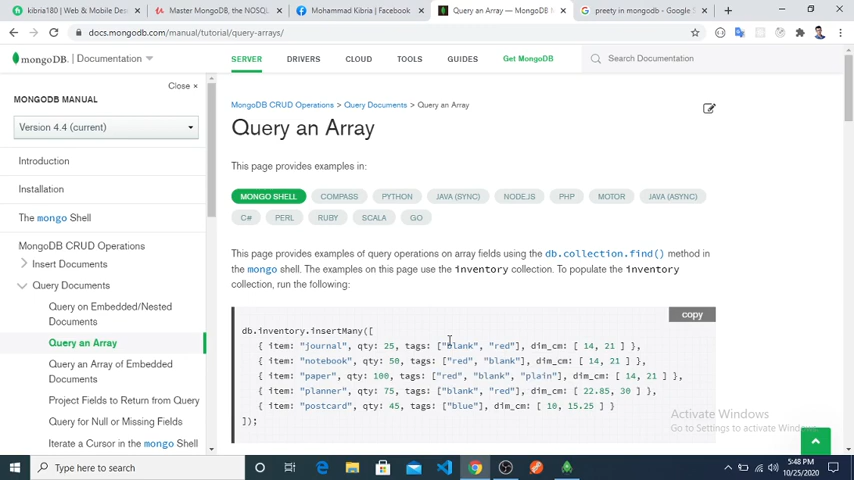 kibria180 | Web & Mobile Des
Master MongoDB, the NOSQL
Mohammad Kibria | Facebook
Query an Array — MongoDB M
preety in mongodb - Google S
docs.mongodb.com/manual/tutorial/query-arrays/
mongoDB. | Documentation
SERVER
DRIVERS
CLOUD
TOOLS
GUIDES
Get MongoDB
Search Documentation
Close ×
MONGODB MANUAL
Version 4.4 (current)
Introduction
Installation
The mongo Shell
MongoDB CRUD Operations
Insert Documents
Query Documents
Query on Embedded/Nested
Documents
Query an Array
Query an Array of Embedded
Documents
Project Fields to Return from Query
Query for Null or Missing Fields
Iterate a Cursor in the mongo Shell
MongoDB CRUD Operations > Query Documents > Query an Array
Query an Array
This page provides examples in:
MONGO SHELL
COMPASS
PYTHON
JAVA (SYNC)
NODEJS
PHP
MOTOR
JAVA (ASYNC)
C#
PERL
RUBY
SCALA
GO
This page provides examples of query operations on array fields using the db.collection.find() method in
the mongo shell. The examples on this page use the inventory collection. To populate the inventory
collection, run the following:
copy
db.inventory.insertMany([
{ item: "journal", qty: 25, tags: ["blank", "red"], dim_cm: [ 14, 21 ] },
{ item: "notebook", qty: 50, tags: ["red", "blank"], dim_cm: [ 14, 21 ] },
{ item: "paper", qty: 100, tags: ["red", "blank", "plain"], dim_cm: [ 14, 21 ] },
{ item: "planner", qty: 75, tags: ["blank", "red"], dim_cm: [ 22.85, 30 ] },
{ item: "postcard", qty: 45, tags: ["blue"], dim_cm: [ 10, 15.25 ] }
]);
Activate Windows
Go to Settings to activate Windows.
Type here to search
5:48 PM
10/25/2020